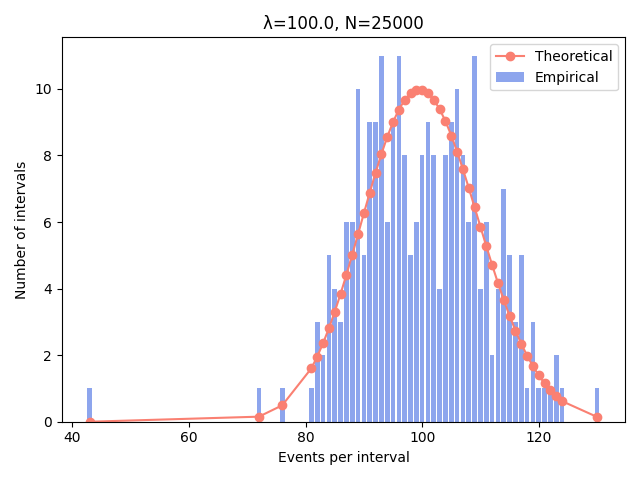 λ=100.0, N=25000
Theoretical
Empirical
Number of intervals
10
8
6
4
2
0
40 60 80 100 120
Events per interval